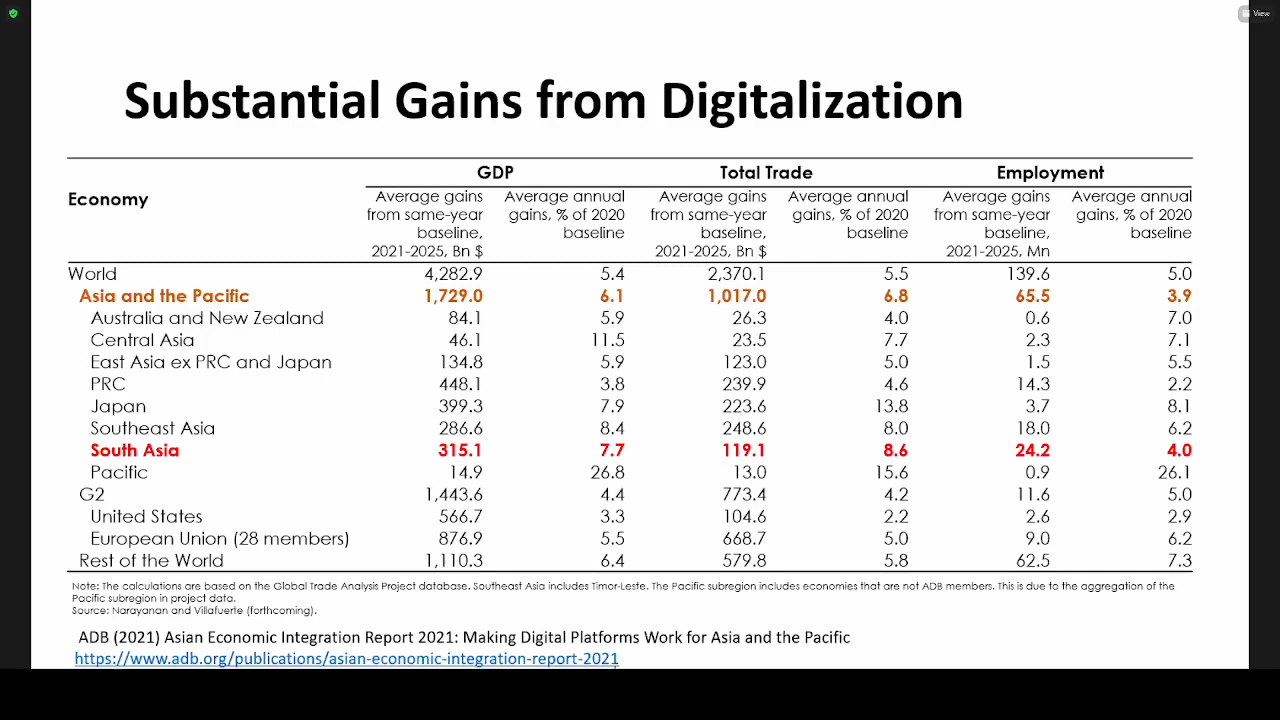 View
Substantial Gains from Digitalization
GDP Total Trade Employment
Economy
Average gains from same-year baseline, 2021-2025, Bn $
Average annual gains, % of 2020 baseline
Average gains from same-year baseline, 2021-2025, Bn $
Average annual gains, % of 2020 baseline
Average gains from same-year baseline, 2021-2025, Mn
Average annual gains, % of 2020 baseline
World 4,282.9 5.4 2,370.1 5.5 139.6 5.0
Asia and the Pacific 1,729.0 6.1 1,017.0 6.8 65.5 3.9
Australia and New Zealand 84.1 5.9 26.3 4.0 0.6 7.0
Central Asia 46.1 11.5 23.5 7.7 2.3 7.1
East Asia ex PRC and Japan 134.8 5.9 123.0 5.0 1.5 5.5
PRC 448.1 3.8 239.9 4.6 14.3 2.2
Japan 399.3 7.9 223.6 13.8 3.7 8.1
Southeast Asia 286.6 8.4 248.6 8.0 18.0 6.2
South Asia 315.1 7.7 119.1 8.6 24.2 4.0
Pacific 14.9 26.8 13.0 15.6 0.9 26.1
G2 1,443.6 4.4 773.4 4.2 11.6 5.0
United States 566.7 3.3 104.6 2.2 2.6 2.9
European Union (28 members) 876.9 5.5 668.7 5.0 9.0 6.2
Rest of the World 1,110.3 6.4 579.8 5.8 62.5 7.3
Note: The calculations are based on the Global Trade Analysis Project database. Southeast Asia includes Timor-Leste. The Pacific subregion includes economies that are not ADB members. This is due to the aggregation of the
Pacific subregion in project data.
Source: Narayanan and Villafuerte (forthcoming).
ADB (2021) Asian Economic Integration Report 2021: Making Digital Platforms Work for Asia and the Pacific
https://www.adb.org/publications/asian-economic-integration-report-2021